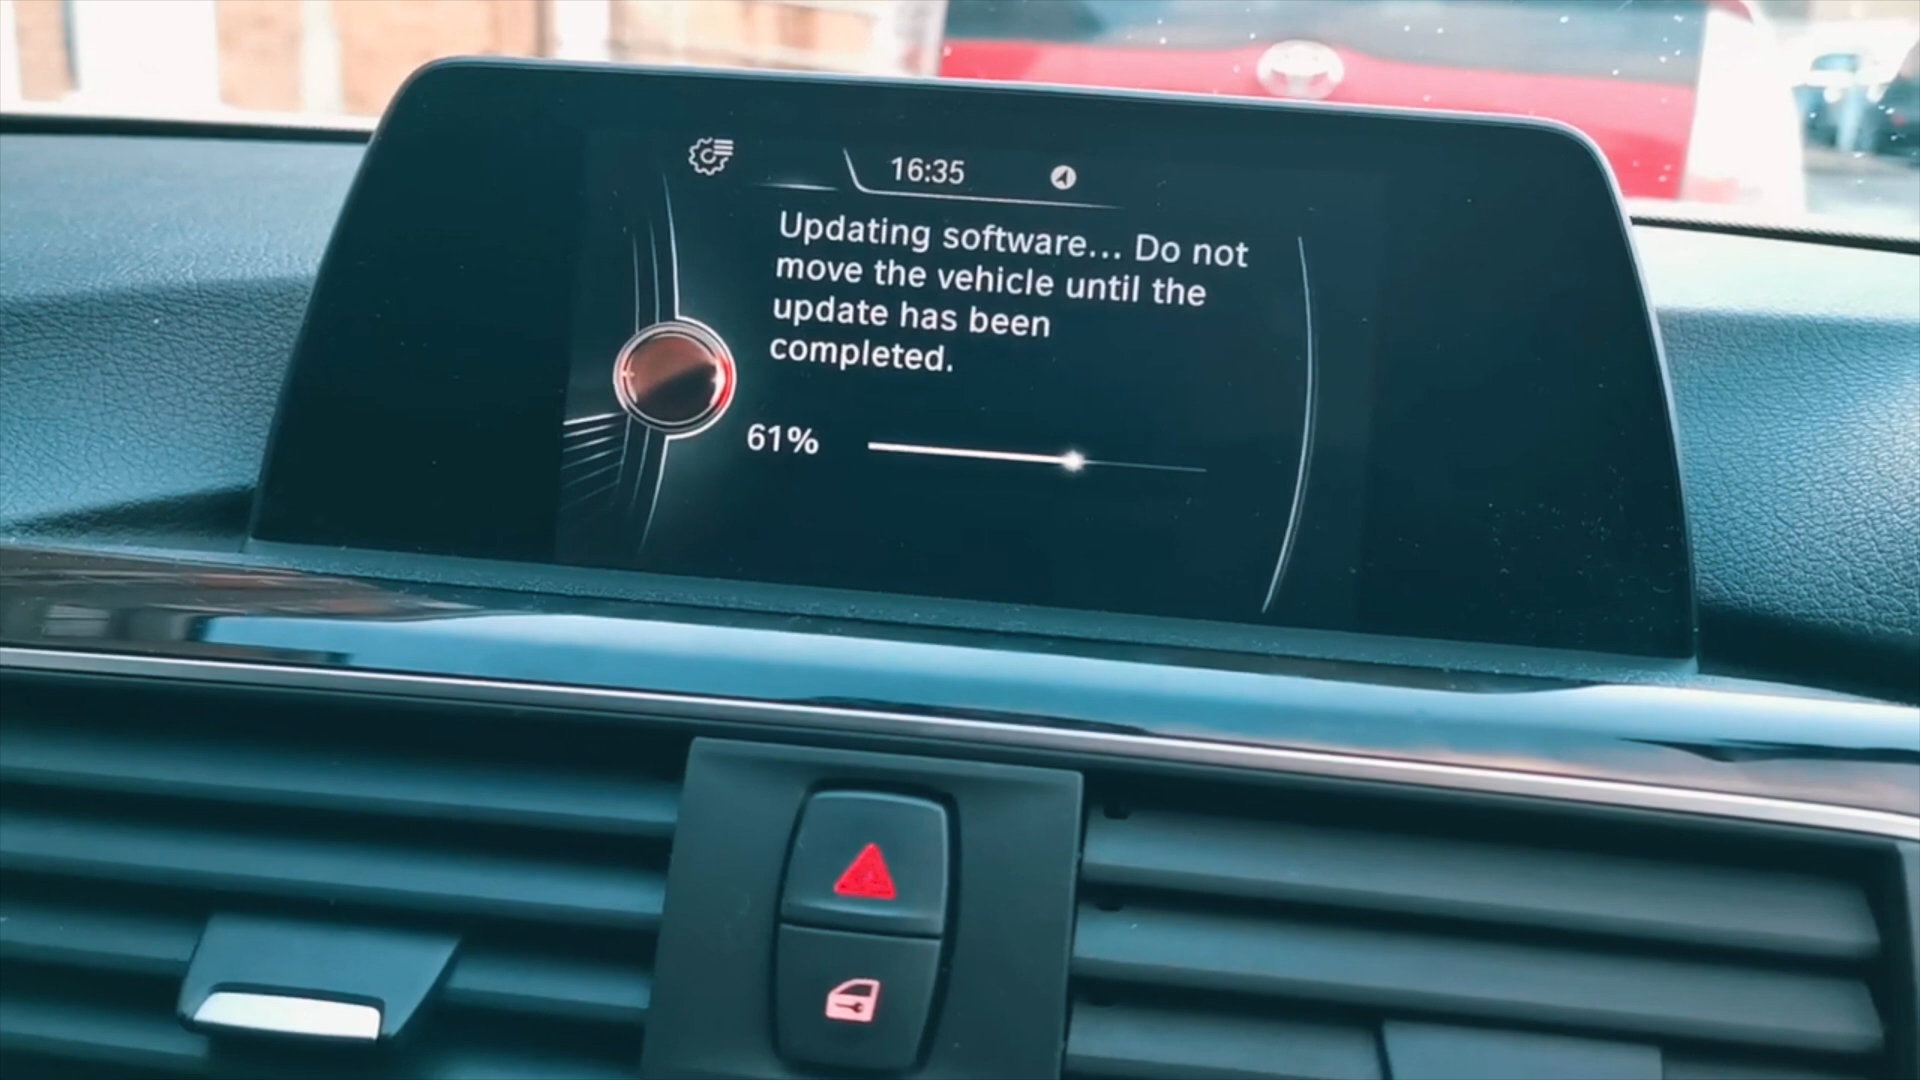 16:35
Updating software... Do not
move the vehicle until the
update has been
completed.
61%